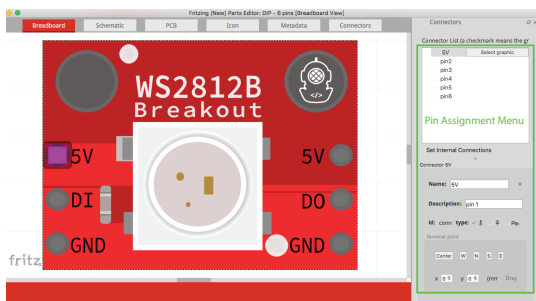 Fritzing (New) Parts Editor: DIP - 6 pins [Breadboard View]
Breadboard Schematic PCB Icon Metadata Connectors
Connectors
Connector List (a checkmark means the gr
5V Select graphic
pin2
pin3
pin4
pin5
pin6
Pin Assignment Menu
Set Internal Connections
Connector 5V
Name: 5V
Description: pin 1
id: conn type:
Terminal point
Center W N S E
x 0 y 0 (mm
WS2812B
Breakout
</>
5V 5V
DI DO
GND GND
fritz